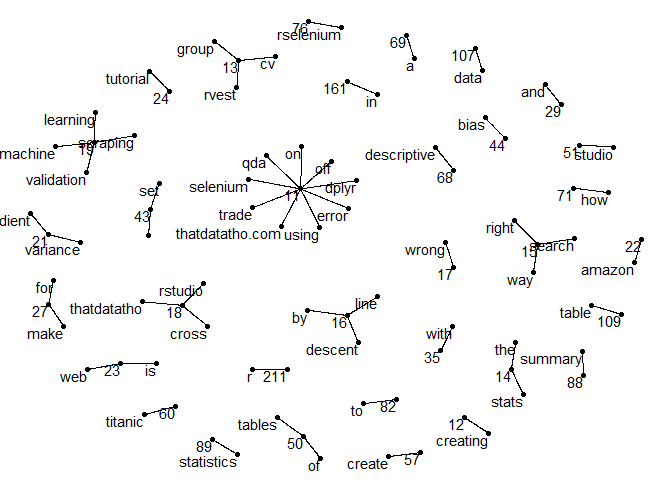 76
rselenium
group
13
cv
rvest
69
a
107
data
tutorial
24
161
in
and
29
learning
19
scraping
machine
validation
bias
44
descriptive
68
51
studio
qda
on
off
selenium
11
dplyr
trade
error
thatdatatho.com
using
set
43
71
how
dient
21
variance
right
15
search
way
wrong
17
22
amazon
for
27
make
rstudio
thatdatatho
18
cross
line
by
16
descent
table
109
with
35
the
14
stats
summary
88
web
23
is
r
211
titanic
60
to
82
tables
50
of
12
creating
89
statistics
create
57